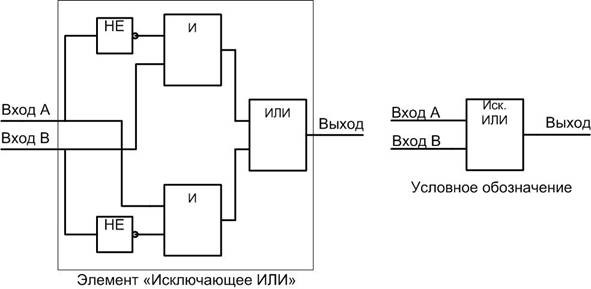 НЕ
И
Вход А
Вход В
ИЛИ
Выход
И
НЕ
Элемент «Исключающее ИЛИ»
Вход А
Вход В
Иск.
ИЛИ
Выход
Условное обозначение